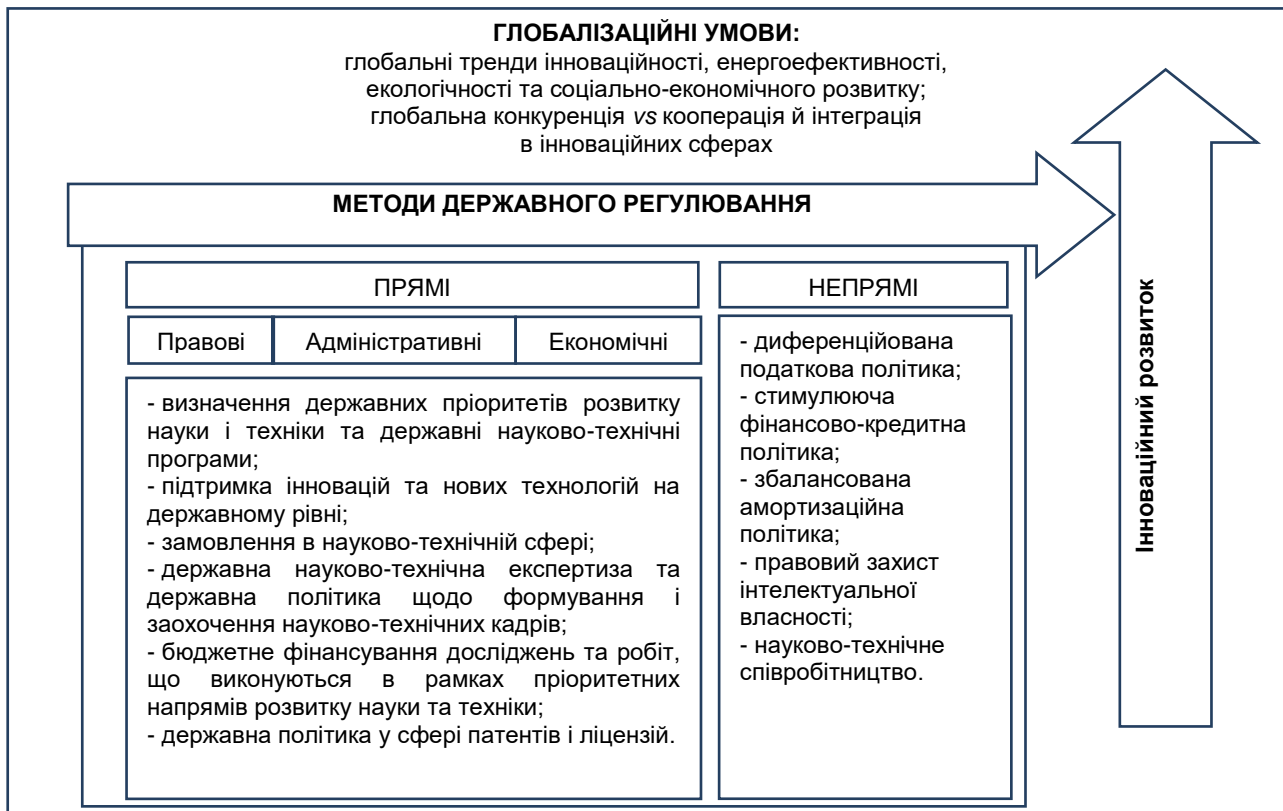 ГЛОБАЛІЗАЦІЙНІ УМОВИ:
глобальні тренди інноваційності, енергоефективності,
екологічності та соціально-економічного розвитку;
глобальна конкуренція vs кооперація й інтеграція
в інноваційних сферах
МЕТОДИ ДЕРЖАВНОГО РЕГУЛЮВАННЯ
ПРЯМІ
Правові
Адміністративні
Економічні
- визначення державних пріоритетів розвитку
науки і техніки та державні науково-технічні
програми;
- підтримка інновацій та нових технологій на
державному рівні;
- замовлення в науково-технічній сфері;
- державна науково-технічна експертиза та
державна політика щодо формування і
заохочення науково-технічних кадрів;
- бюджетне фінансування досліджень та робіт,
що виконуються в рамках пріоритетних
напрямів розвитку науки та техніки;
- державна політика у сфері патентів і ліцензій.
НЕПРЯМІ
- диференційована
податкова політика;
- стимулююча
фінансово-кредитна
політика;
- збалансована
амортизаційна
політика;
- правовий захист
інтелектуальної
власності;
- науково-технічне
співробітництво.
Інноваційний розвиток